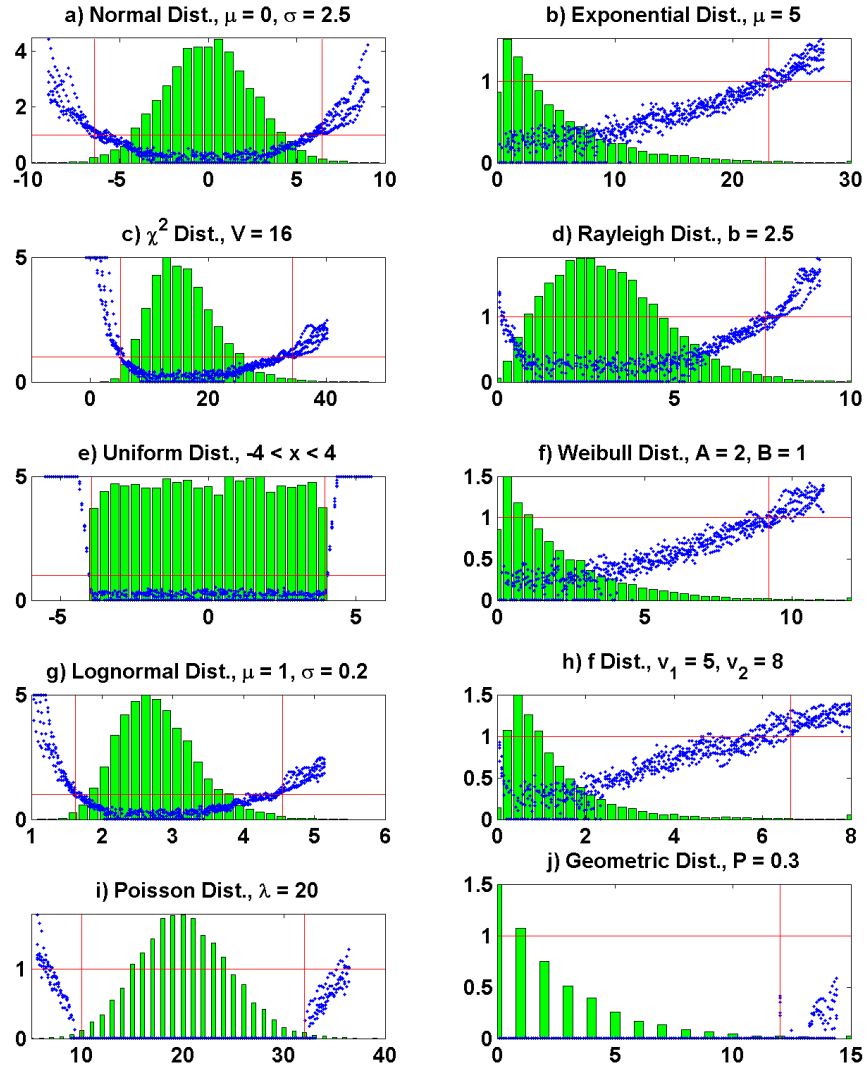 a) Normal Dist., μ = 0, σ = 2.5
4
2
1
0
-10 -5 0 5 10
b) Exponential Dist., μ = 5
1
0
0 10 20 30
c) χ² Dist., V = 16
5
1
0
0 20 40
d) Rayleigh Dist., b = 2.5
1
0
0 5 10
e) Uniform Dist., -4 < x < 4
5
1
0
-5 0 5
f) Weibull Dist., A = 2, B = 1
1.5
1
0.5
0
0 5 10
g) Lognormal Dist., μ = 1, σ = 0.2
5
1
0
1 2 3 4 5 6
h) f Dist., v₁ = 5, v₂ = 8
1.5
1
0.5
0
0 2 4 6 8
i) Poisson Dist., λ = 20
1
0
10 20 30 40
j) Geometric Dist., P = 0.3
1.5
1
0.5
0
0 5 10 15